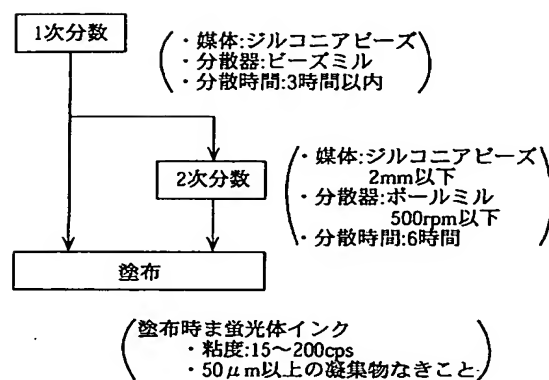 1次分数
・媒体:ジルコニアビーズ
・分散器:ビーズミル
・分散時間:3時間以内
2次分数
・媒体:ジルコニアビーズ
2mm以下
・分散器:ボールミル
500rpm以下
・分散時間:6時間
塗布
塗布時ま蛍光体インク
・粘度:15～200cps
・50μm以上の凝集物なきこと